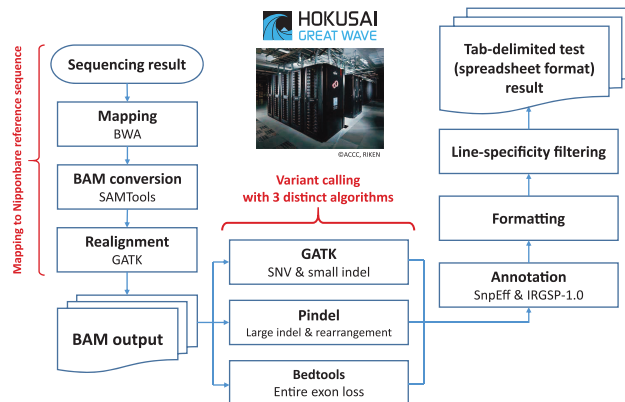 HOKUSAI
GREAT WAVE
©ACCC, RIKEN
Mapping to Nipponbare reference sequence
Sequencing result
Mapping
BWA
BAM conversion
SAMTools
Realignment
GATK
BAM output
Variant calling
with 3 distinct algorithms
GATK
SNV & small indel
Pindel
Large indel & rearrangement
Bedtools
Entire exon loss
Annotation
SnpEff & IRGSP-1.0
Formatting
Line-specificity filtering
Tab-delimited test
(spreadsheet format)
result